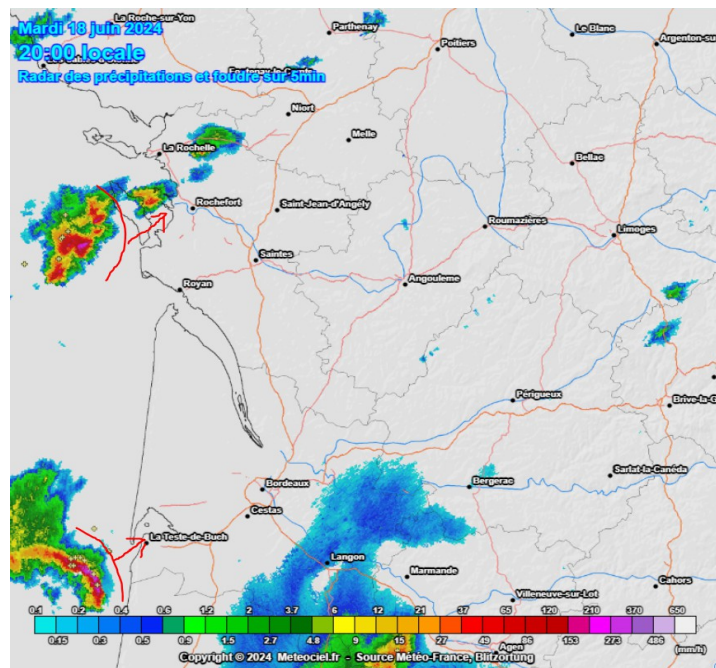 La Roche-sur-Yon
Parthenay
Le Blanc
Argenton-su
Mardi 18 juin 2024
20:00 locale
Poitiers
Radar des précipitations et foudre sur 5min
Niort
Melle
La Rochelle
Bellac
Rochefort
Saint-Jean-d'Angély
Roumazières
Limoges
Saintes
Royan
Angouleme
Périgueux
Brive-la-G
Bordeaux
Bergerac
Sarlat-la-Canéda
Cestas
La Teste-de-Buch
Langon
Marmande
Villeneuve-sur-Lot
Cahors
0.1 0.2 0.4 0.6 1.2 2 3.7 6 12 21 37 65 120 210 370 650
0.15 0.3 0.5 0.9 1.5 2.7 4.8 9 15 27 49 86 153 273 486 (mm/h)
Agen
Copyright © 2024 Meteociel.fr - Source Météo-France, Blitzortung